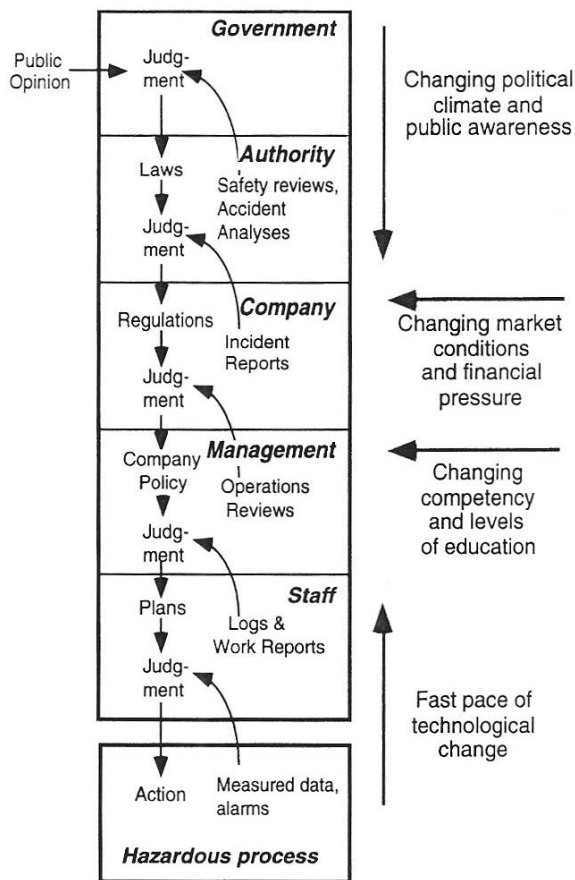 Government
Public
Opinion
Judg-
ment
Changing political
climate and
public awareness
Authority
Laws
Safety reviews,
Accident
Analyses
Judg-
ment
Company
Regulations
Incident
Reports
Changing market
conditions
and financial
pressure
Judg-
ment
Management
Company
Policy
Operations
Reviews
Changing
competency
and levels
of education
Judg-
ment
Staff
Plans
Logs &
Work Reports
Judg-
ment
Fast pace of
technological
change
Action
Measured data,
alarms
Hazardous process